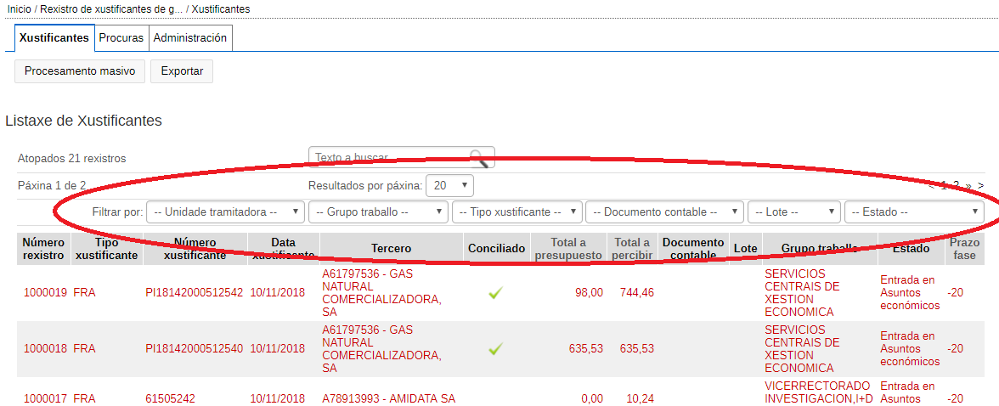 Inicio / Rexistro de xustificantes de g... / Xustificantes
Xustificantes Procuras Administración
Procesamento masivo Exportar
Listaxe de Xustificantes
Atopados 21 rexistros Texto a buscar
Páxina 1 de 2 Resultados por páxina: 20 < 1 2 » >
Filtrar por: -- Unidade tramitadora -- -- Grupo traballo -- -- Tipo xustificante -- -- Documento contable -- -- Lote -- -- Estado --
Número Tipo Número Data Tercero Conciliado Total a Total a Documento Lote Grupo traballo Estado Prazo
rexistro xustificante xustificante xustificante presuposto percibir contable fase
A61797536 - GAS SERVICIOS
NATURAL CENTRAIS DE Entrada en
1000019 FRA PI18142000512542 10/11/2018 COMERCIALIZADORA, 98,00 744,46 XESTION Asuntos -20
SA ECONOMICA económicos
A61797536 - GAS SERVICIOS
NATURAL CENTRAIS DE Entrada en
1000018 FRA PI18142000512540 10/11/2018 COMERCIALIZADORA, 635,53 635,53 XESTION Asuntos -20
SA ECONOMICA económicos
VICERRECTORADO Entrada en
1000017 FRA 61505242 10/11/2018 A78913993 - AMIDATA SA 0,00 10,24 INVESTIGACION,I+D Asuntos -20